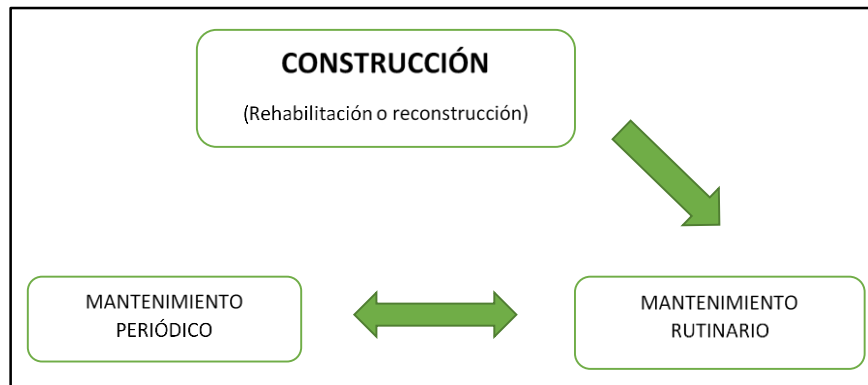 CONSTRUCCIÓN
(Rehabilitación o reconstrucción)
MANTENIMIENTO
PERIÓDICO
MANTENIMIENTO
RUTINARIO